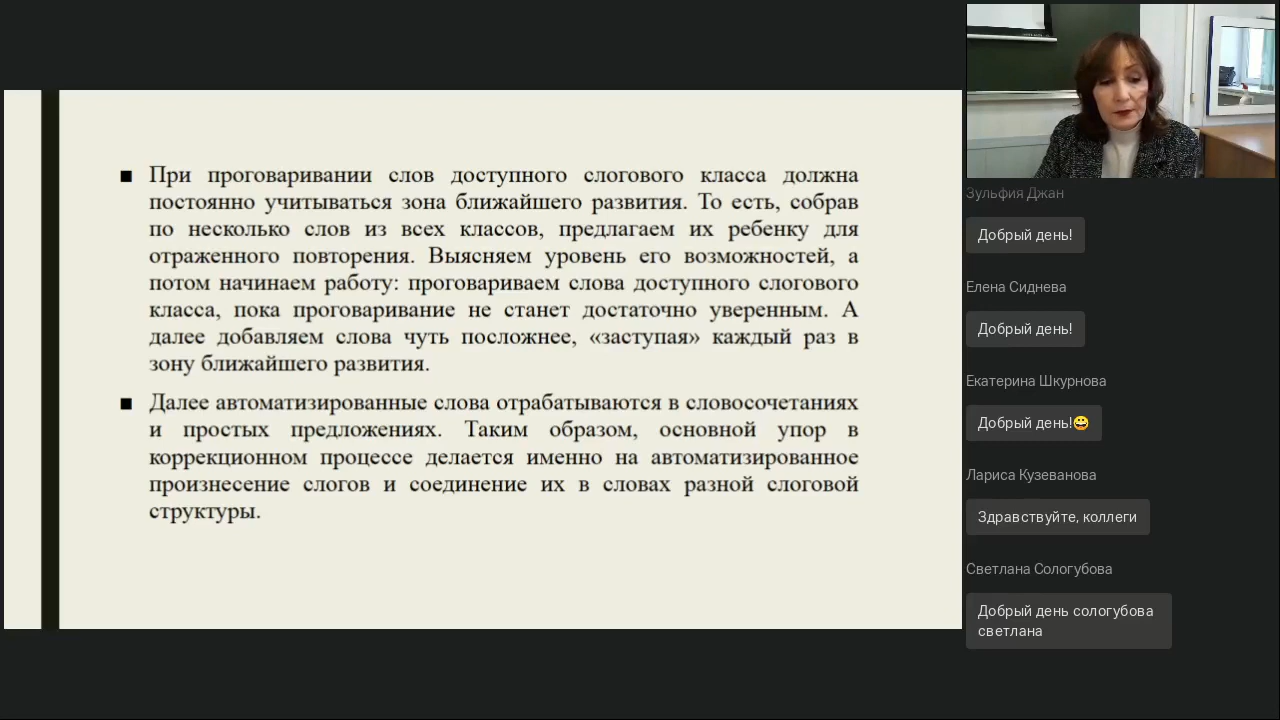 ■ При проговаривании слов доступного слогового класса должна
постоянно учитываться зона ближайшего развития. То есть, собрав
по несколько слов из всех классов, предлагаем их ребенку для
отраженного повторения. Выясняем уровень его возможностей, а
потом начинаем работу: проговариваем слова доступного слогового
класса, пока проговаривание не станет достаточно уверенным. А
далее добавляем слова чуть посложнее, «заступая» каждый раз в
зону ближайшего развития.
■ Далее автоматизированные слова отрабатываются в словосочетаниях
и простых предложениях. Таким образом, основной упор в
коррекционном процессе делается именно на автоматизированное
произнесение слогов и соединение их в словах разной слоговой
структуры.
Зульфия Джан
Добрый день!
Елена Сиднева
Добрый день!
Екатерина Шкурнова
Добрый день!😀
Лариса Кузеванова
Здравствуйте, коллеги
Светлана Сологубова
Добрый день сологубова
светлана